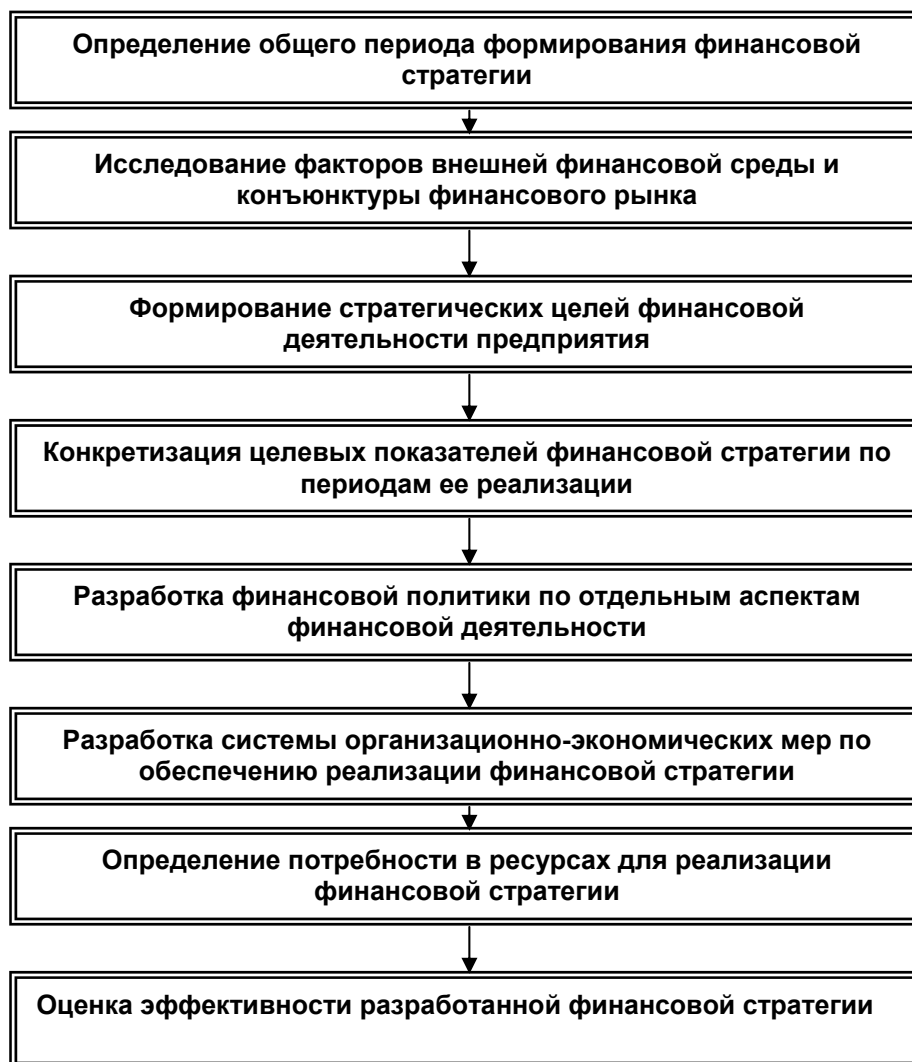 Определение общего периода формирования финансовой
стратегии
Исследование факторов внешней финансовой среды и
конъюнктуры финансового рынка
Формирование стратегических целей финансовой
деятельности предприятия
Конкретизация целевых показателей финансовой стратегии по
периодам ее реализации
Разработка финансовой политики по отдельным аспектам
финансовой деятельности
Разработка системы организационно-экономических мер по
обеспечению реализации финансовой стратегии
Определение потребности в ресурсах для реализации
финансовой стратегии
Оценка эффективности разработанной финансовой стратегии